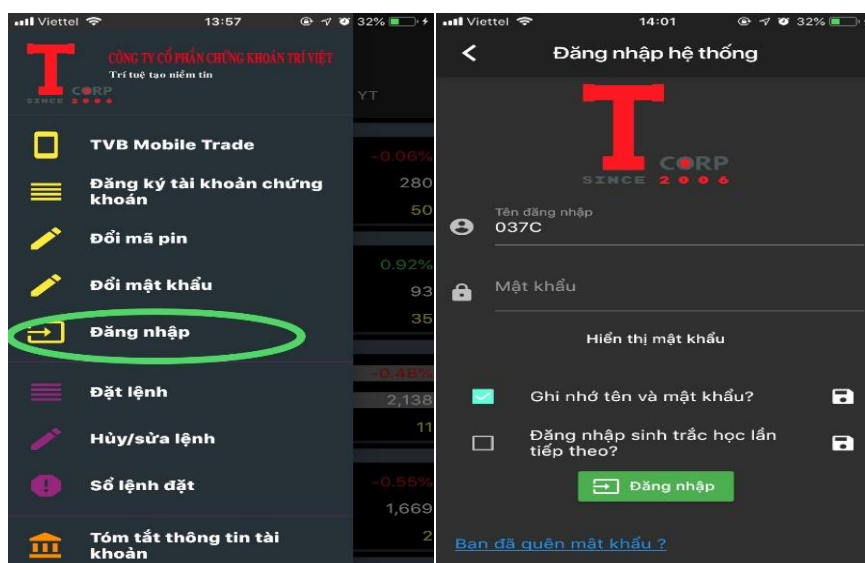 Viettel 13:57 32%
CÔNG TY CỔ PHẦN CHỨNG KHOÁN TRÍ VIỆT
Trí tuệ tạo niềm tin
T CORP
SINCE 2006
YT
TVB Mobile Trade
-0.06%
Đăng ký tài khoản chứng
khoán
280
50
Đổi mã pin
0.92%
Đổi mật khẩu
93
35
Đăng nhập
-0.48%
Đặt lệnh
2,138
11
Hủy/sửa lệnh
Sổ lệnh đặt
-0.55%
1,669
Tóm tắt thông tin tài
khoản
2
Viettel 14:01 32%
Đăng nhập hệ thống
T CORP
SINCE 2006
Tên đăng nhập
037C
Mật khẩu
Hiển thị mật khẩu
Ghi nhớ tên và mật khẩu?
Đăng nhập sinh trắc học lần
tiếp theo?
Đăng nhập
Bạn đã quên mật khẩu ?